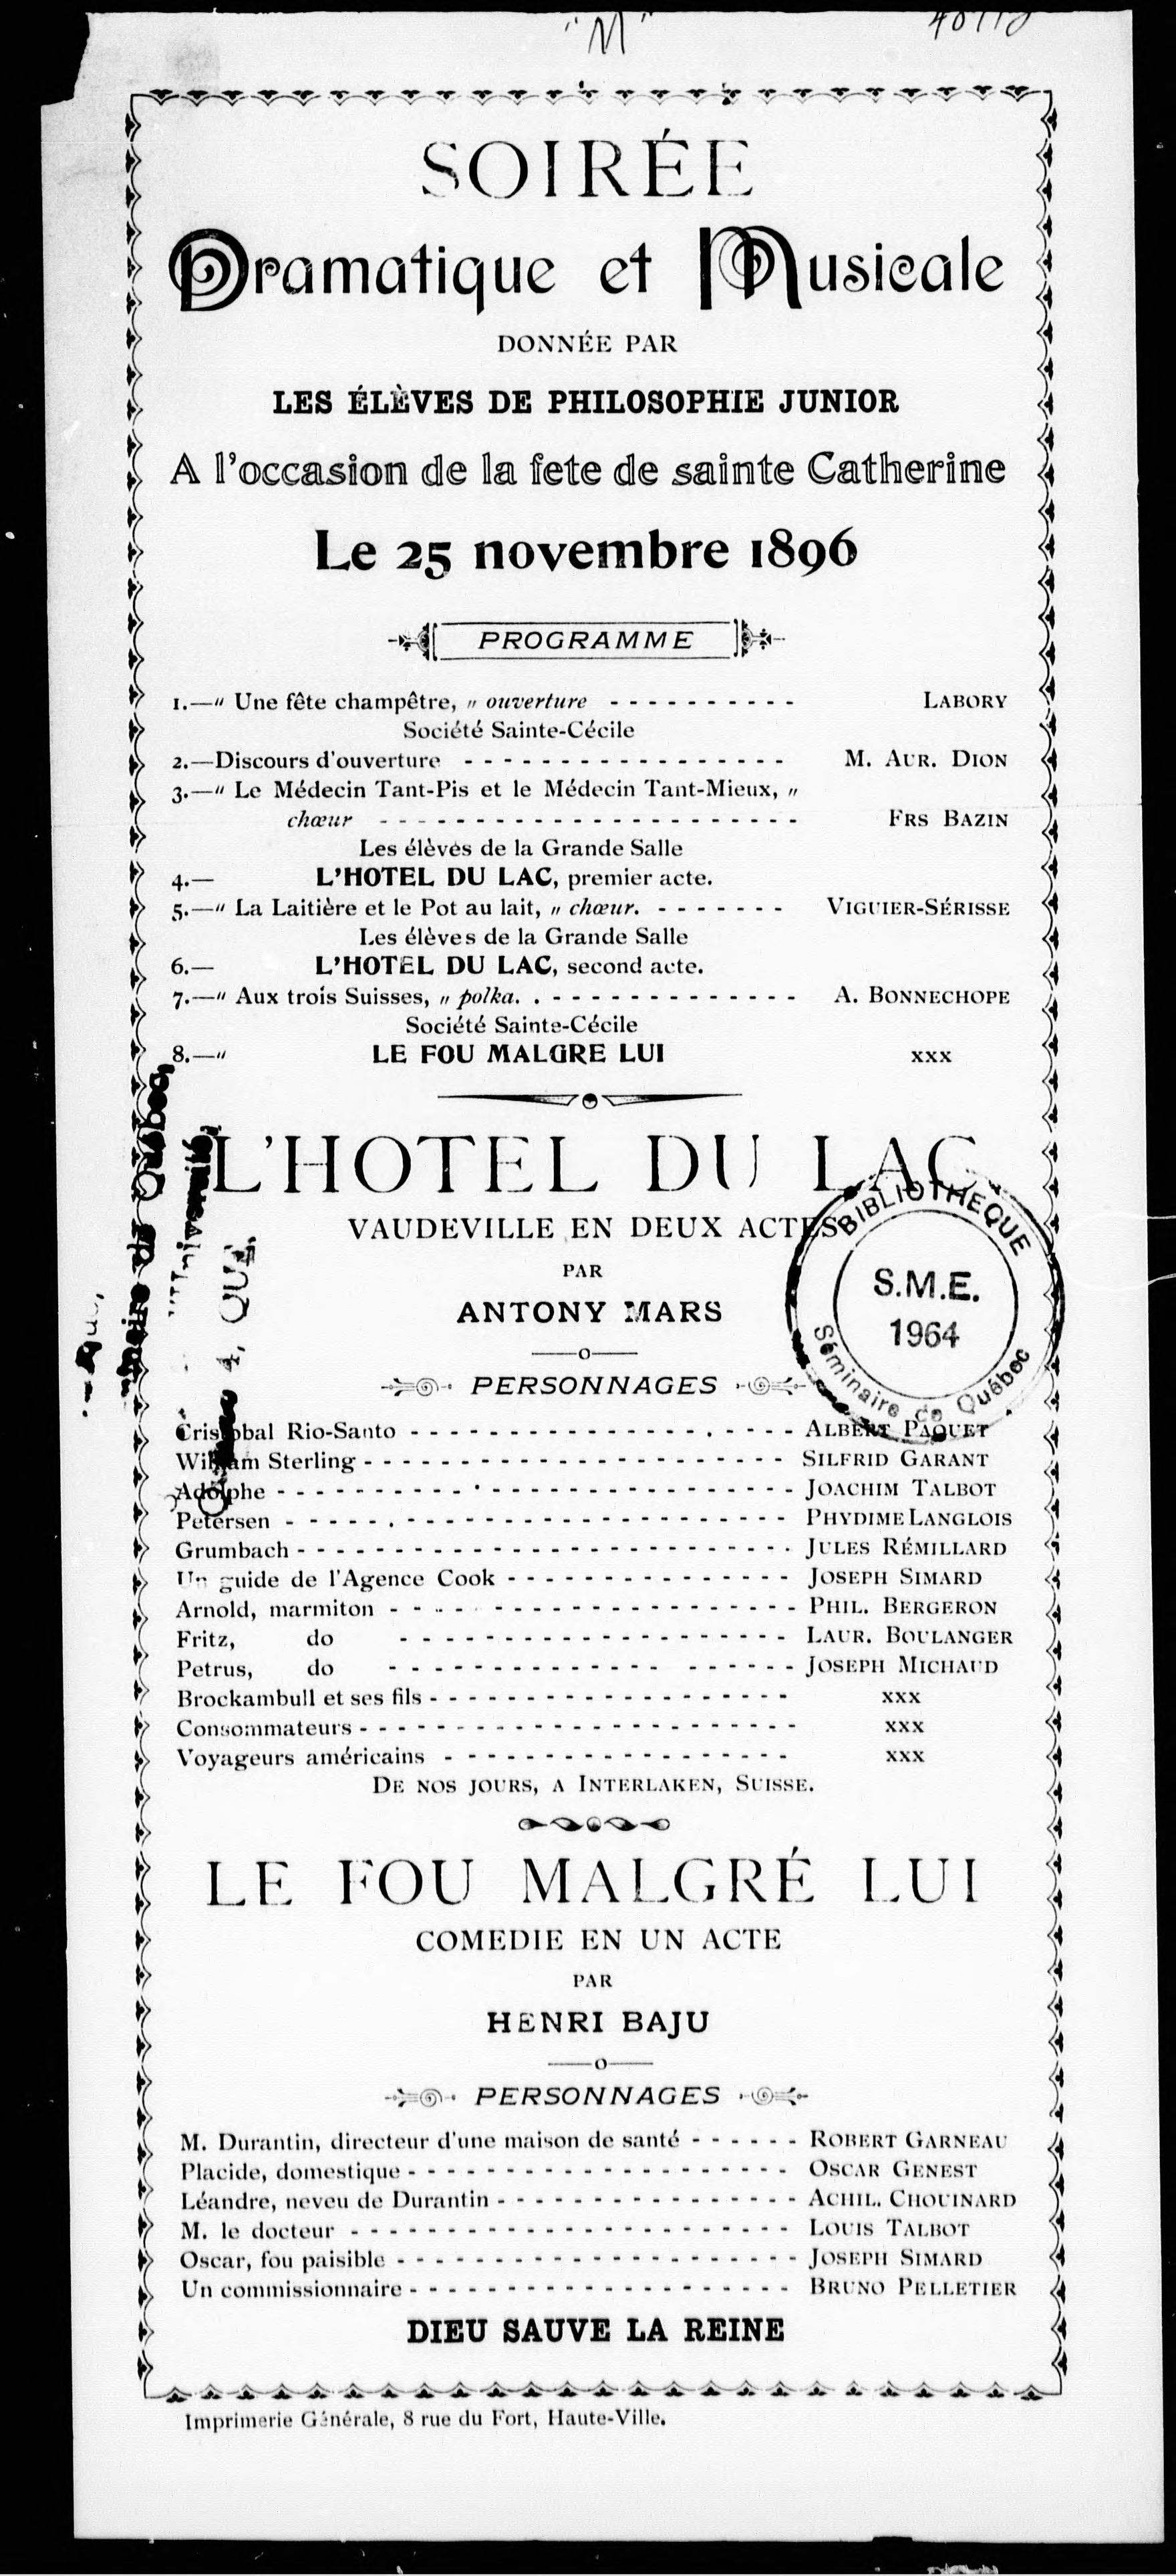 "M"
SOIRÉE
Dramatique et Musicale
DONNÉE PAR
LES ÉLÈVES DE PHILOSOPHIE JUNIOR
A l'occasion de la fete de sainte Catherine
Le 25 novembre 1896
PROGRAMME
1.—" Une fête champêtre, " ouverture - - - - - - - - - - LABORY
Société Sainte-Cécile
2.—Discours d'ouverture - - - - - - - - - - - - - - - - - M. AUR. DION
3.—" Le Médecin Tant-Pis et le Médecin Tant-Mieux, "
chœur - - - - - - - - - - - - - - - - - - - - - - FRS BAZIN
Les élèves de la Grande Salle
4.— L'HOTEL DU LAC, premier acte.
5.—" La Laitière et le Pot au lait, " chœur. - - - - - - - VIGUIER-SÉRISSE
Les élèves de la Grande Salle
6.— L'HOTEL DU LAC, second acte.
7.—" Aux trois Suisses, " polka. . - - - - - - - - - - - - - A. BONNECHOPE
Société Sainte-Cécile
8.—" LE FOU MALGRE LUI xxx
L'HOTEL DU LAC
VAUDEVILLE EN DEUX ACTES
PAR
ANTONY MARS
BIBLIOTHEQUE
S.M.E.
1964
Séminaire de Québec
Québec,
l'Université,
4, QUÉ.
—o—
PERSONNAGES
Cristobal Rio-Santo - - - - - - - - - - - - - - - - - - - - ALBERT PAQUET
William Sterling - - - - - - - - - - - - - - - - - - - - - - SILFRID GARANT
Adolphe - - - - - - - - - - - - - - - - - - - - - - - - - - - JOACHIM TALBOT
Petersen - - - - - - - - - - - - - - - - - - - - - - - - - - PHYDIME LANGLOIS
Grumbach - - - - - - - - - - - - - - - - - - - - - - - - - - JULES RÉMILLARD
Un guide de l'Agence Cook - - - - - - - - - - - - - - - JOSEPH SIMARD
Arnold, marmiton - - - - - - - - - - - - - - - - - - - - - PHIL. BERGERON
Fritz, do - - - - - - - - - - - - - - - - - - - - LAUR. BOULANGER
Petrus, do - - - - - - - - - - - - - - - - - - - - - JOSEPH MICHAUD
Brockambull et ses fils - - - - - - - - - - - - - - - - - - - xxx
Consommateurs - - - - - - - - - - - - - - - - - - - - - - - xxx
Voyageurs américains - - - - - - - - - - - - - - - - - - xxx
DE NOS JOURS, A INTERLAKEN, SUISSE.
LE FOU MALGRÉ LUI
COMEDIE EN UN ACTE
PAR
HENRI BAJU
—o—
PERSONNAGES
M. Durantin, directeur d'une maison de santé - - - - - - ROBERT GARNEAU
Placide, domestique - - - - - - - - - - - - - - - - - - - - OSCAR GENEST
Léandre, neveu de Durantin - - - - - - - - - - - - - - - - ACHIL. CHOUINARD
M. le docteur - - - - - - - - - - - - - - - - - - - - - - - LOUIS TALBOT
Oscar, fou paisible - - - - - - - - - - - - - - - - - - - - - JOSEPH SIMARD
Un commissionnaire - - - - - - - - - - - - - - - - - - - - BRUNO PELLETIER
DIEU SAUVE LA REINE
Imprimerie Générale, 8 rue du Fort, Haute-Ville.